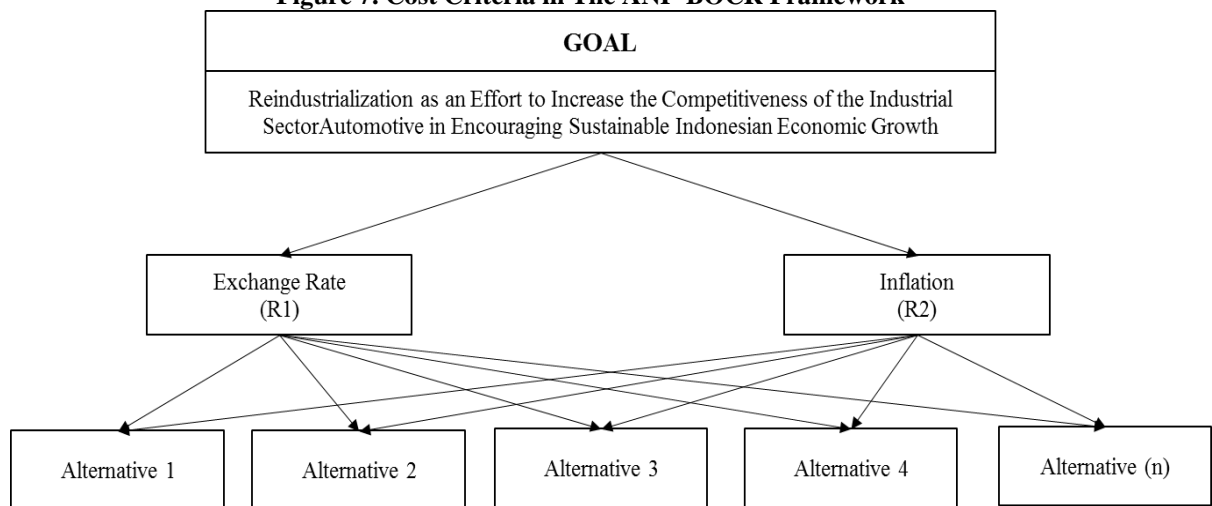 Figure 7. Cost Criteria in The ANP-BOCR Framework
GOAL
Reindustrialization as an Effort to Increase the Competitiveness of the Industrial
SectorAutomotive in Encouraging Sustainable Indonesian Economic Growth
Exchange Rate
(R1)
Inflation
(R2)
Alternative 1
Alternative 2
Alternative 3
Alternative 4
Alternative (n)